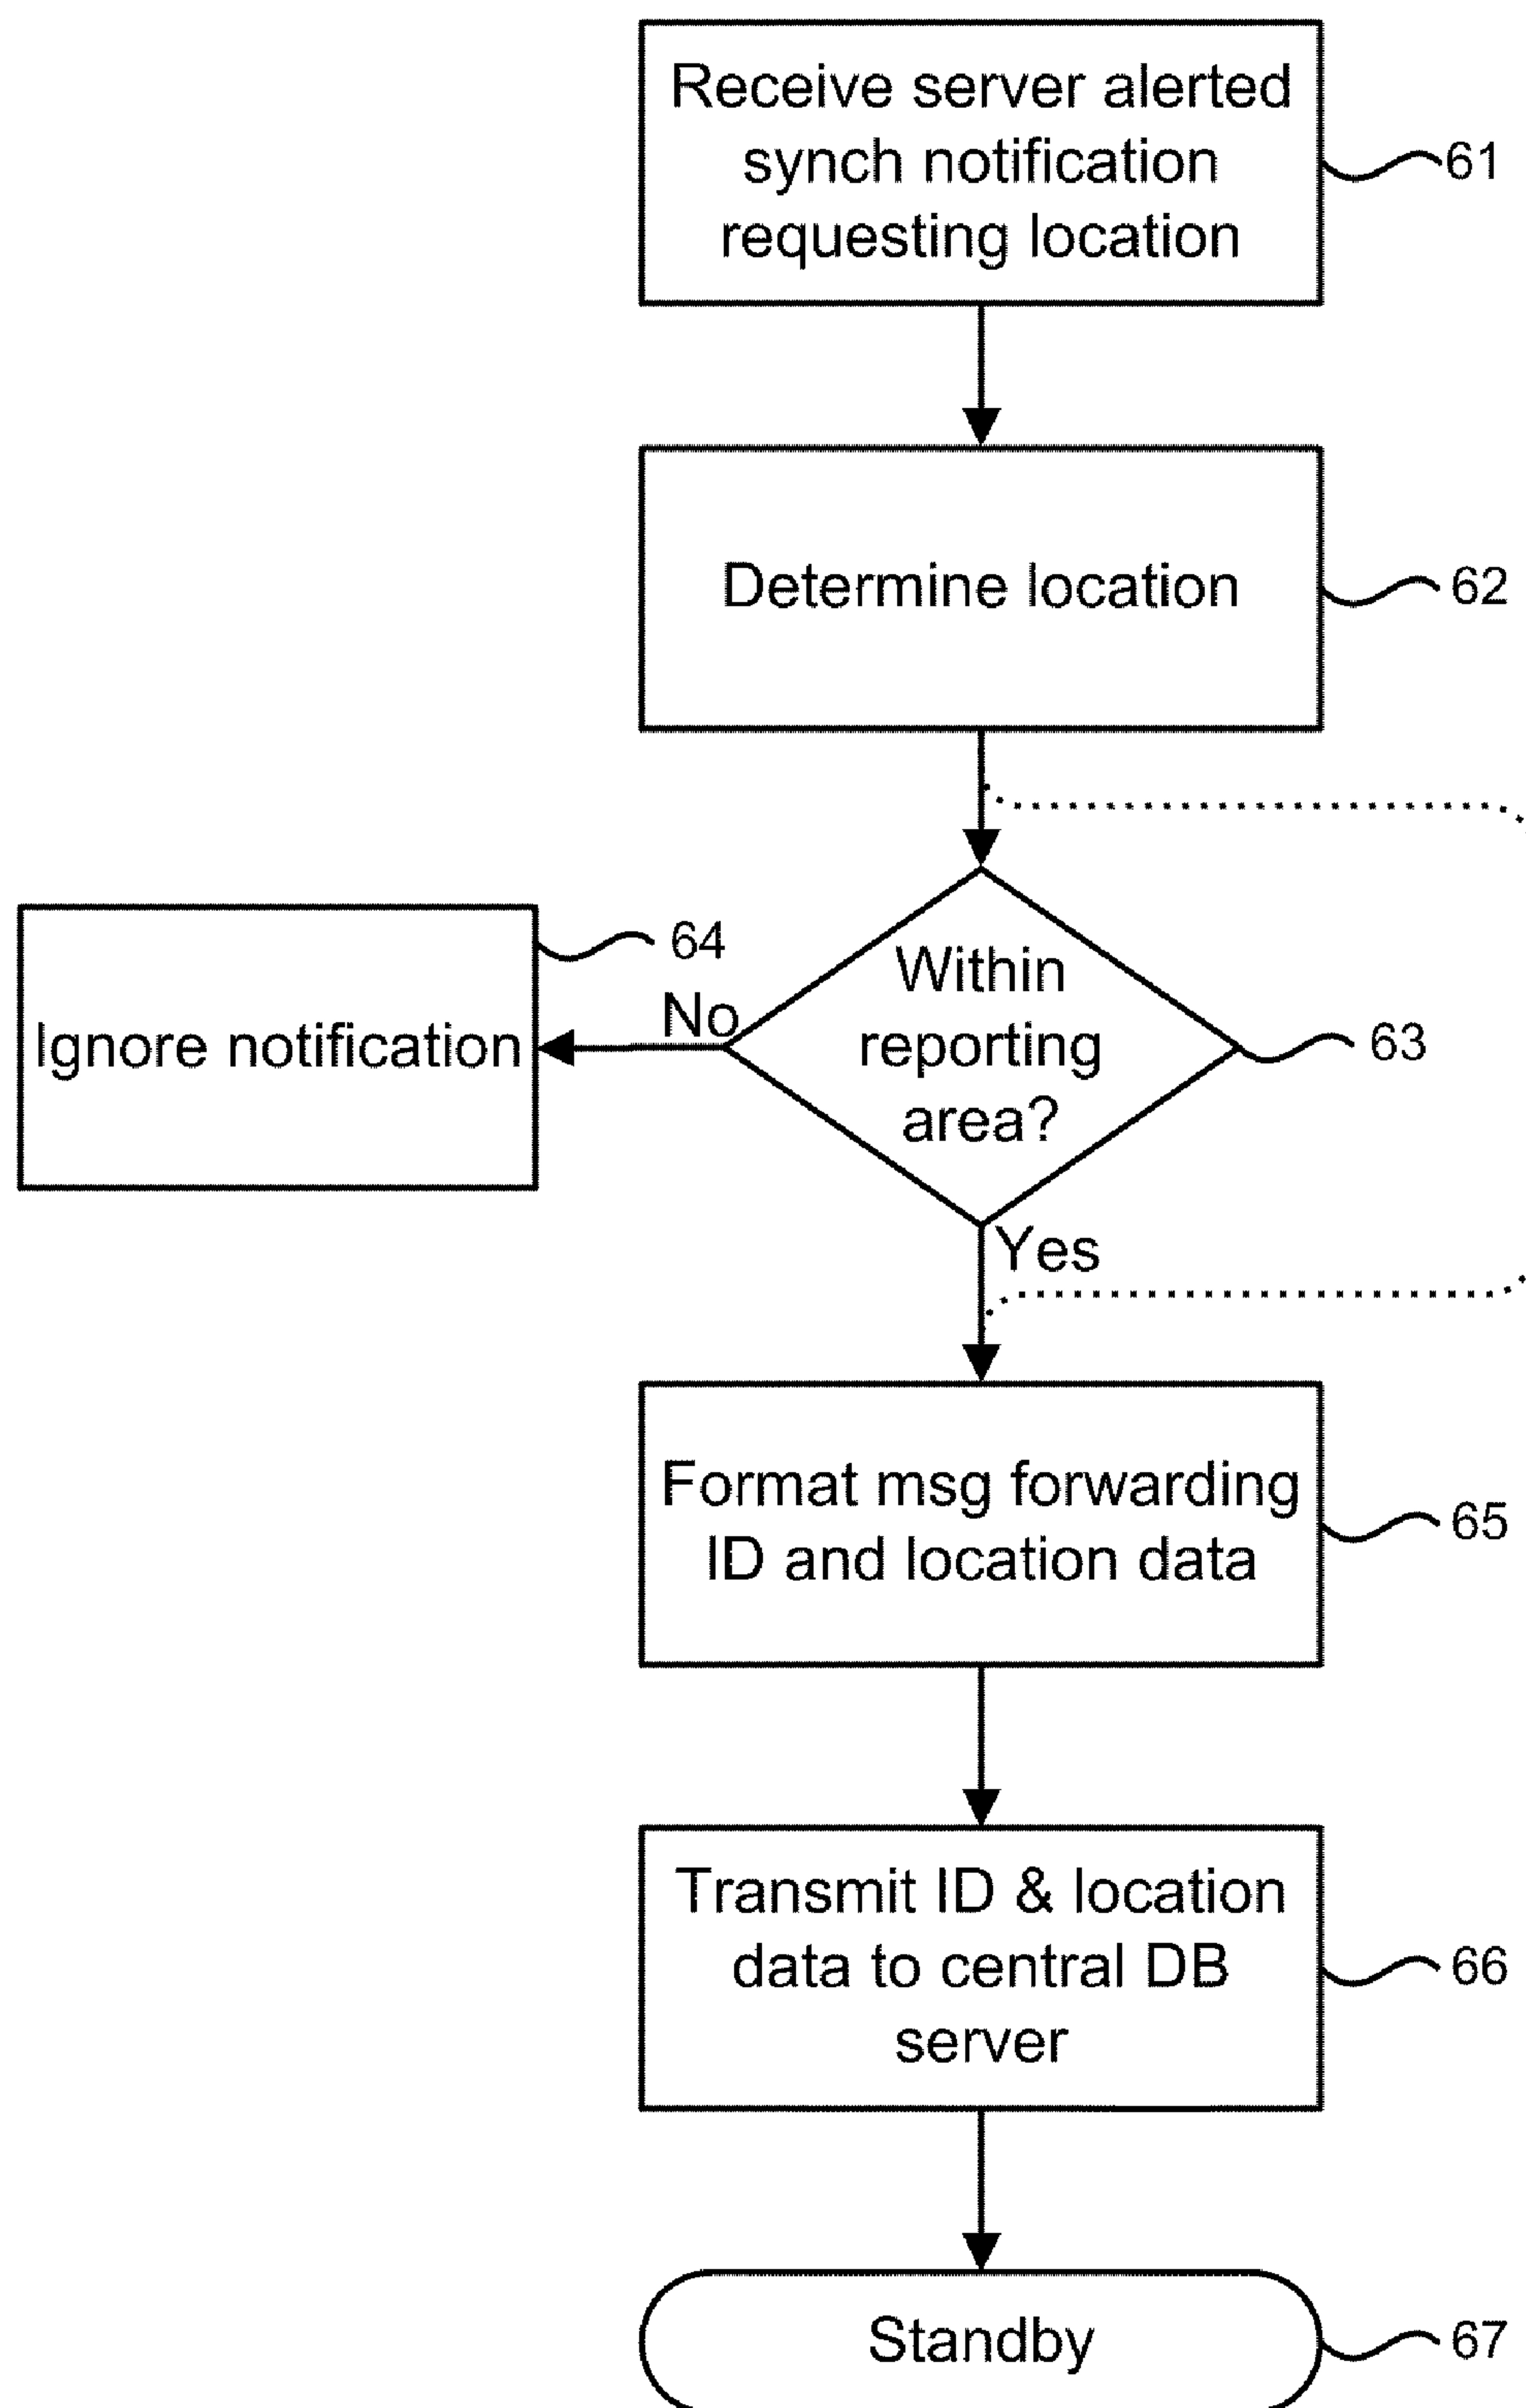 Receive server alerted
synch notification
requesting location
61
Determine location
62
64
No
Ignore notification
Within
reporting
area?
63
Yes
Format msg forwarding
ID and location data
65
Transmit ID & location
data to central DB
server
66
Standby
67